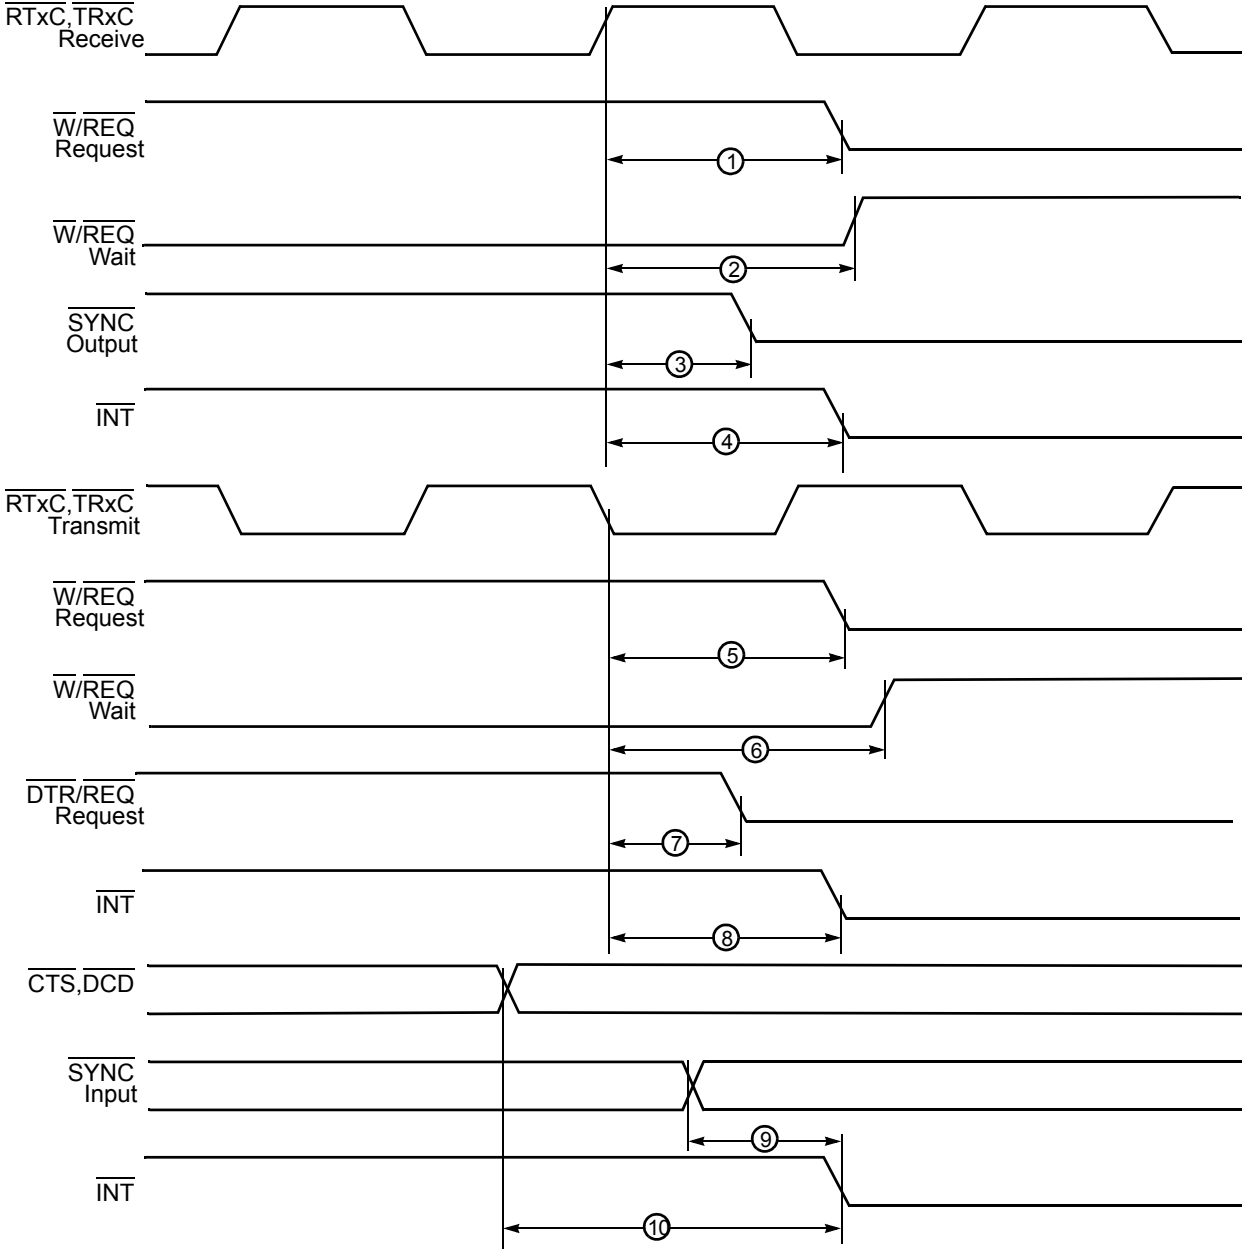 RTxC,TRxC
Receive
W/REQ
Request
1
W/REQ
Wait
2
SYNC
Output
3
INT
4
RTxC,TRxC
Transmit
W/REQ
Request
5
W/REQ
Wait
6
DTR/REQ
Request
7
INT
8
CTS,DCD
SYNC
Input
9
INT
10